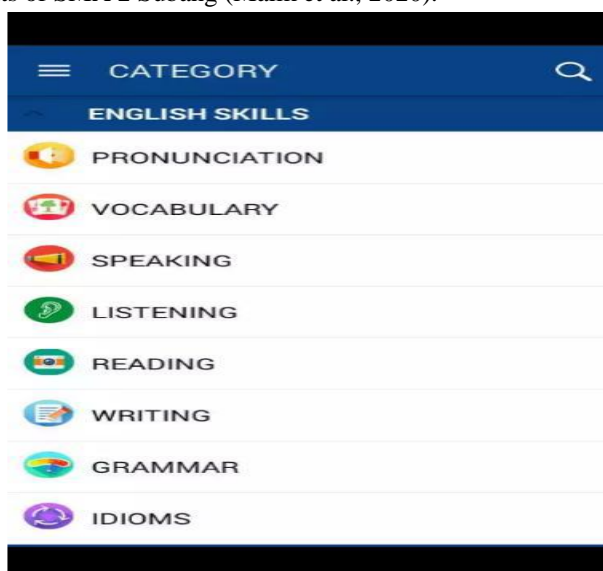 CATEGORY
ENGLISH SKILLS
PRONUNCIATION
VOCABULARY
SPEAKING
LISTENING
READING
WRITING
GRAMMAR
IDIOMS